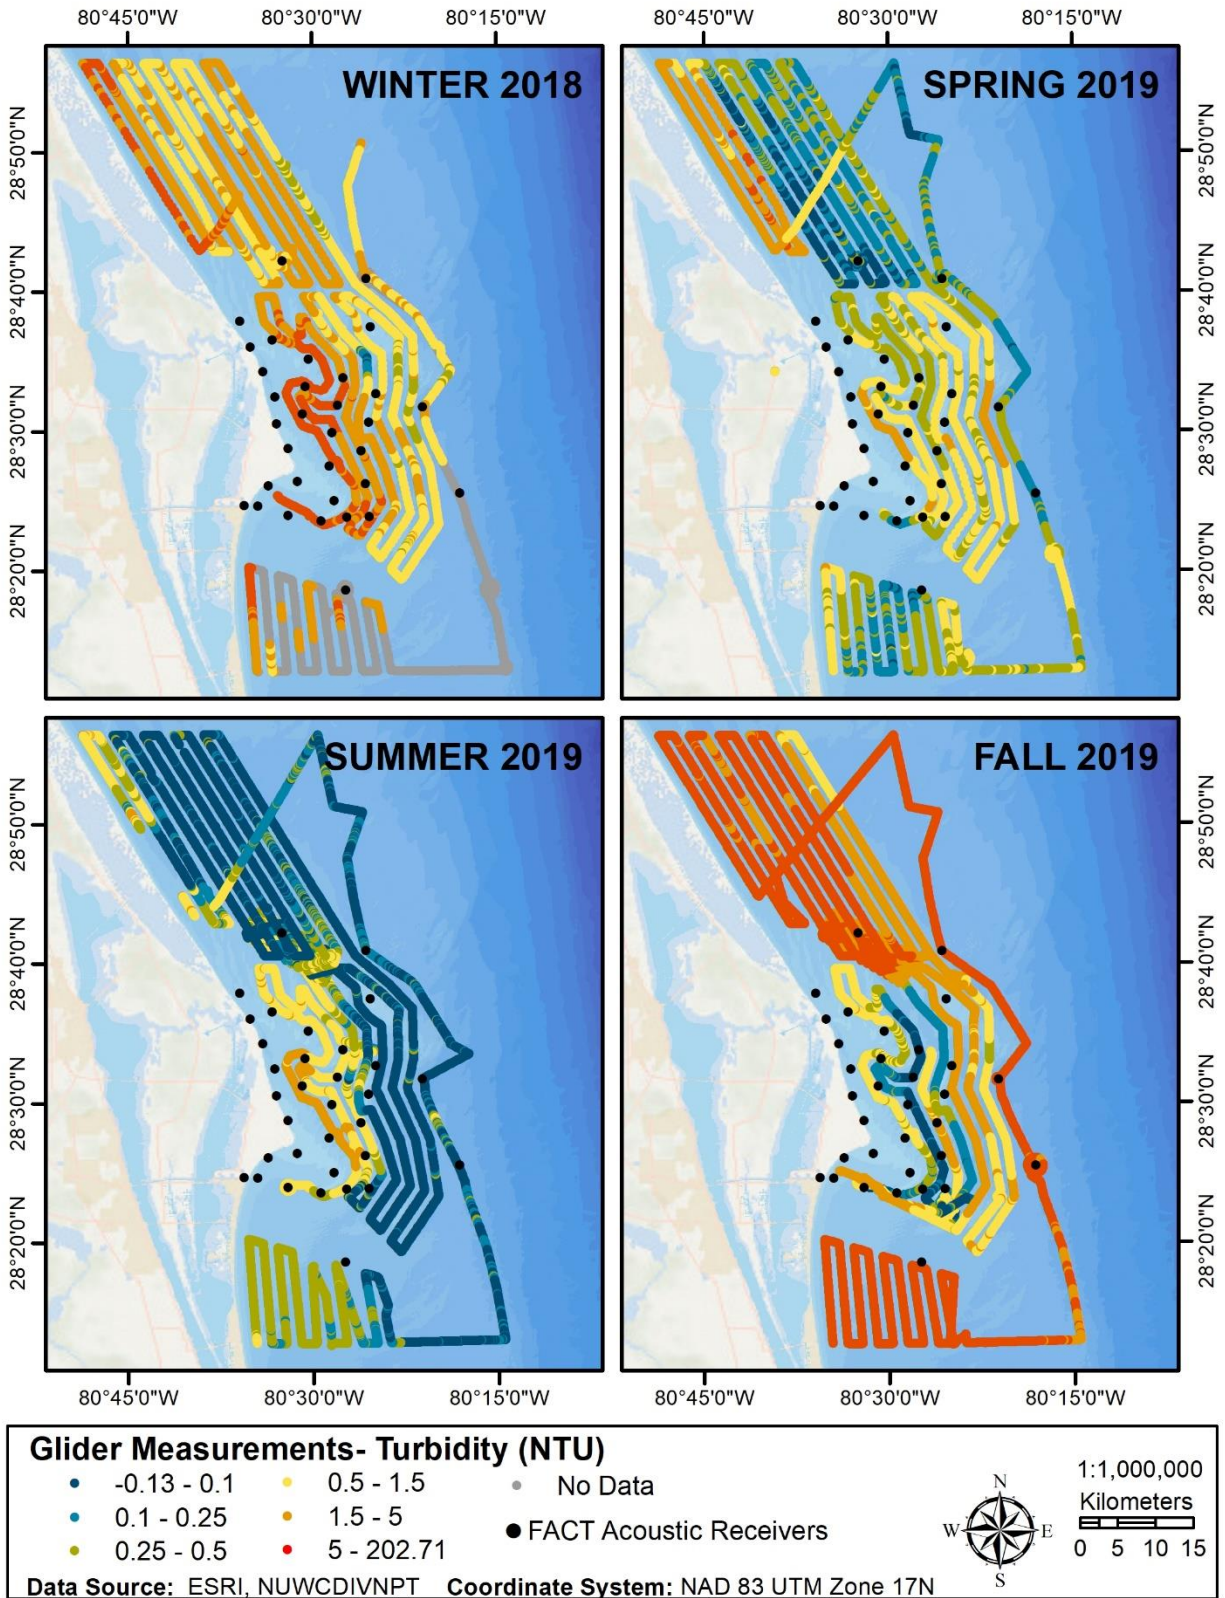 80°45'0"W 80°30'0"W 80°15'0"W 80°45'0"W 80°30'0"W 80°15'0"W
WINTER 2018 SPRING 2019
28°50'0"N 28°50'0"N
28°40'0"N 28°40'0"N
28°30'0"N 28°30'0"N
28°20'0"N 28°20'0"N
SUMMER 2019 FALL 2019
28°50'0"N 28°50'0"N
28°40'0"N 28°40'0"N
28°30'0"N 28°30'0"N
28°20'0"N 28°20'0"N
80°45'0"W 80°30'0"W 80°15'0"W 80°45'0"W 80°30'0"W 80°15'0"W
Glider Measurements- Turbidity (NTU)
-0.13 - 0.1
0.1 - 0.25
0.25 - 0.5
0.5 - 1.5
1.5 - 5
5 - 202.71
No Data
FACT Acoustic Receivers
N
W E
S
1:1,000,000
Kilometers
0 5 10 15
Data Source: ESRI, NUWCDIVNPT Coordinate System: NAD 83 UTM Zone 17N